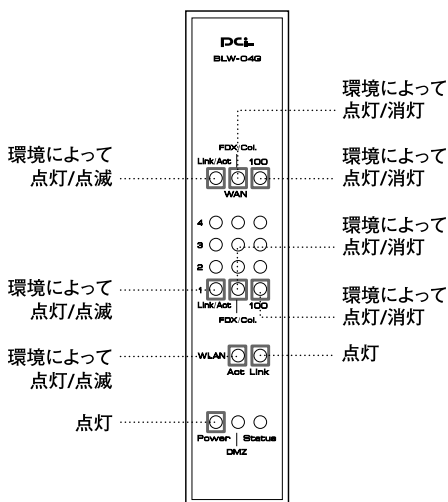 PCi
BLW-04G
環境によって
点灯/消灯
FDX/Col.
Link/Act 100
環境によって
点灯/点滅
環境によって
点灯/消灯
WAN
4
3
2
1
環境によって
点灯/消灯
Link/Act 100
FDX/Col.
環境によって
点灯/点滅
環境によって
点灯/消灯
WLAN
Act Link
環境によって
点灯/点滅
点灯
点灯
Power Status
DMZ